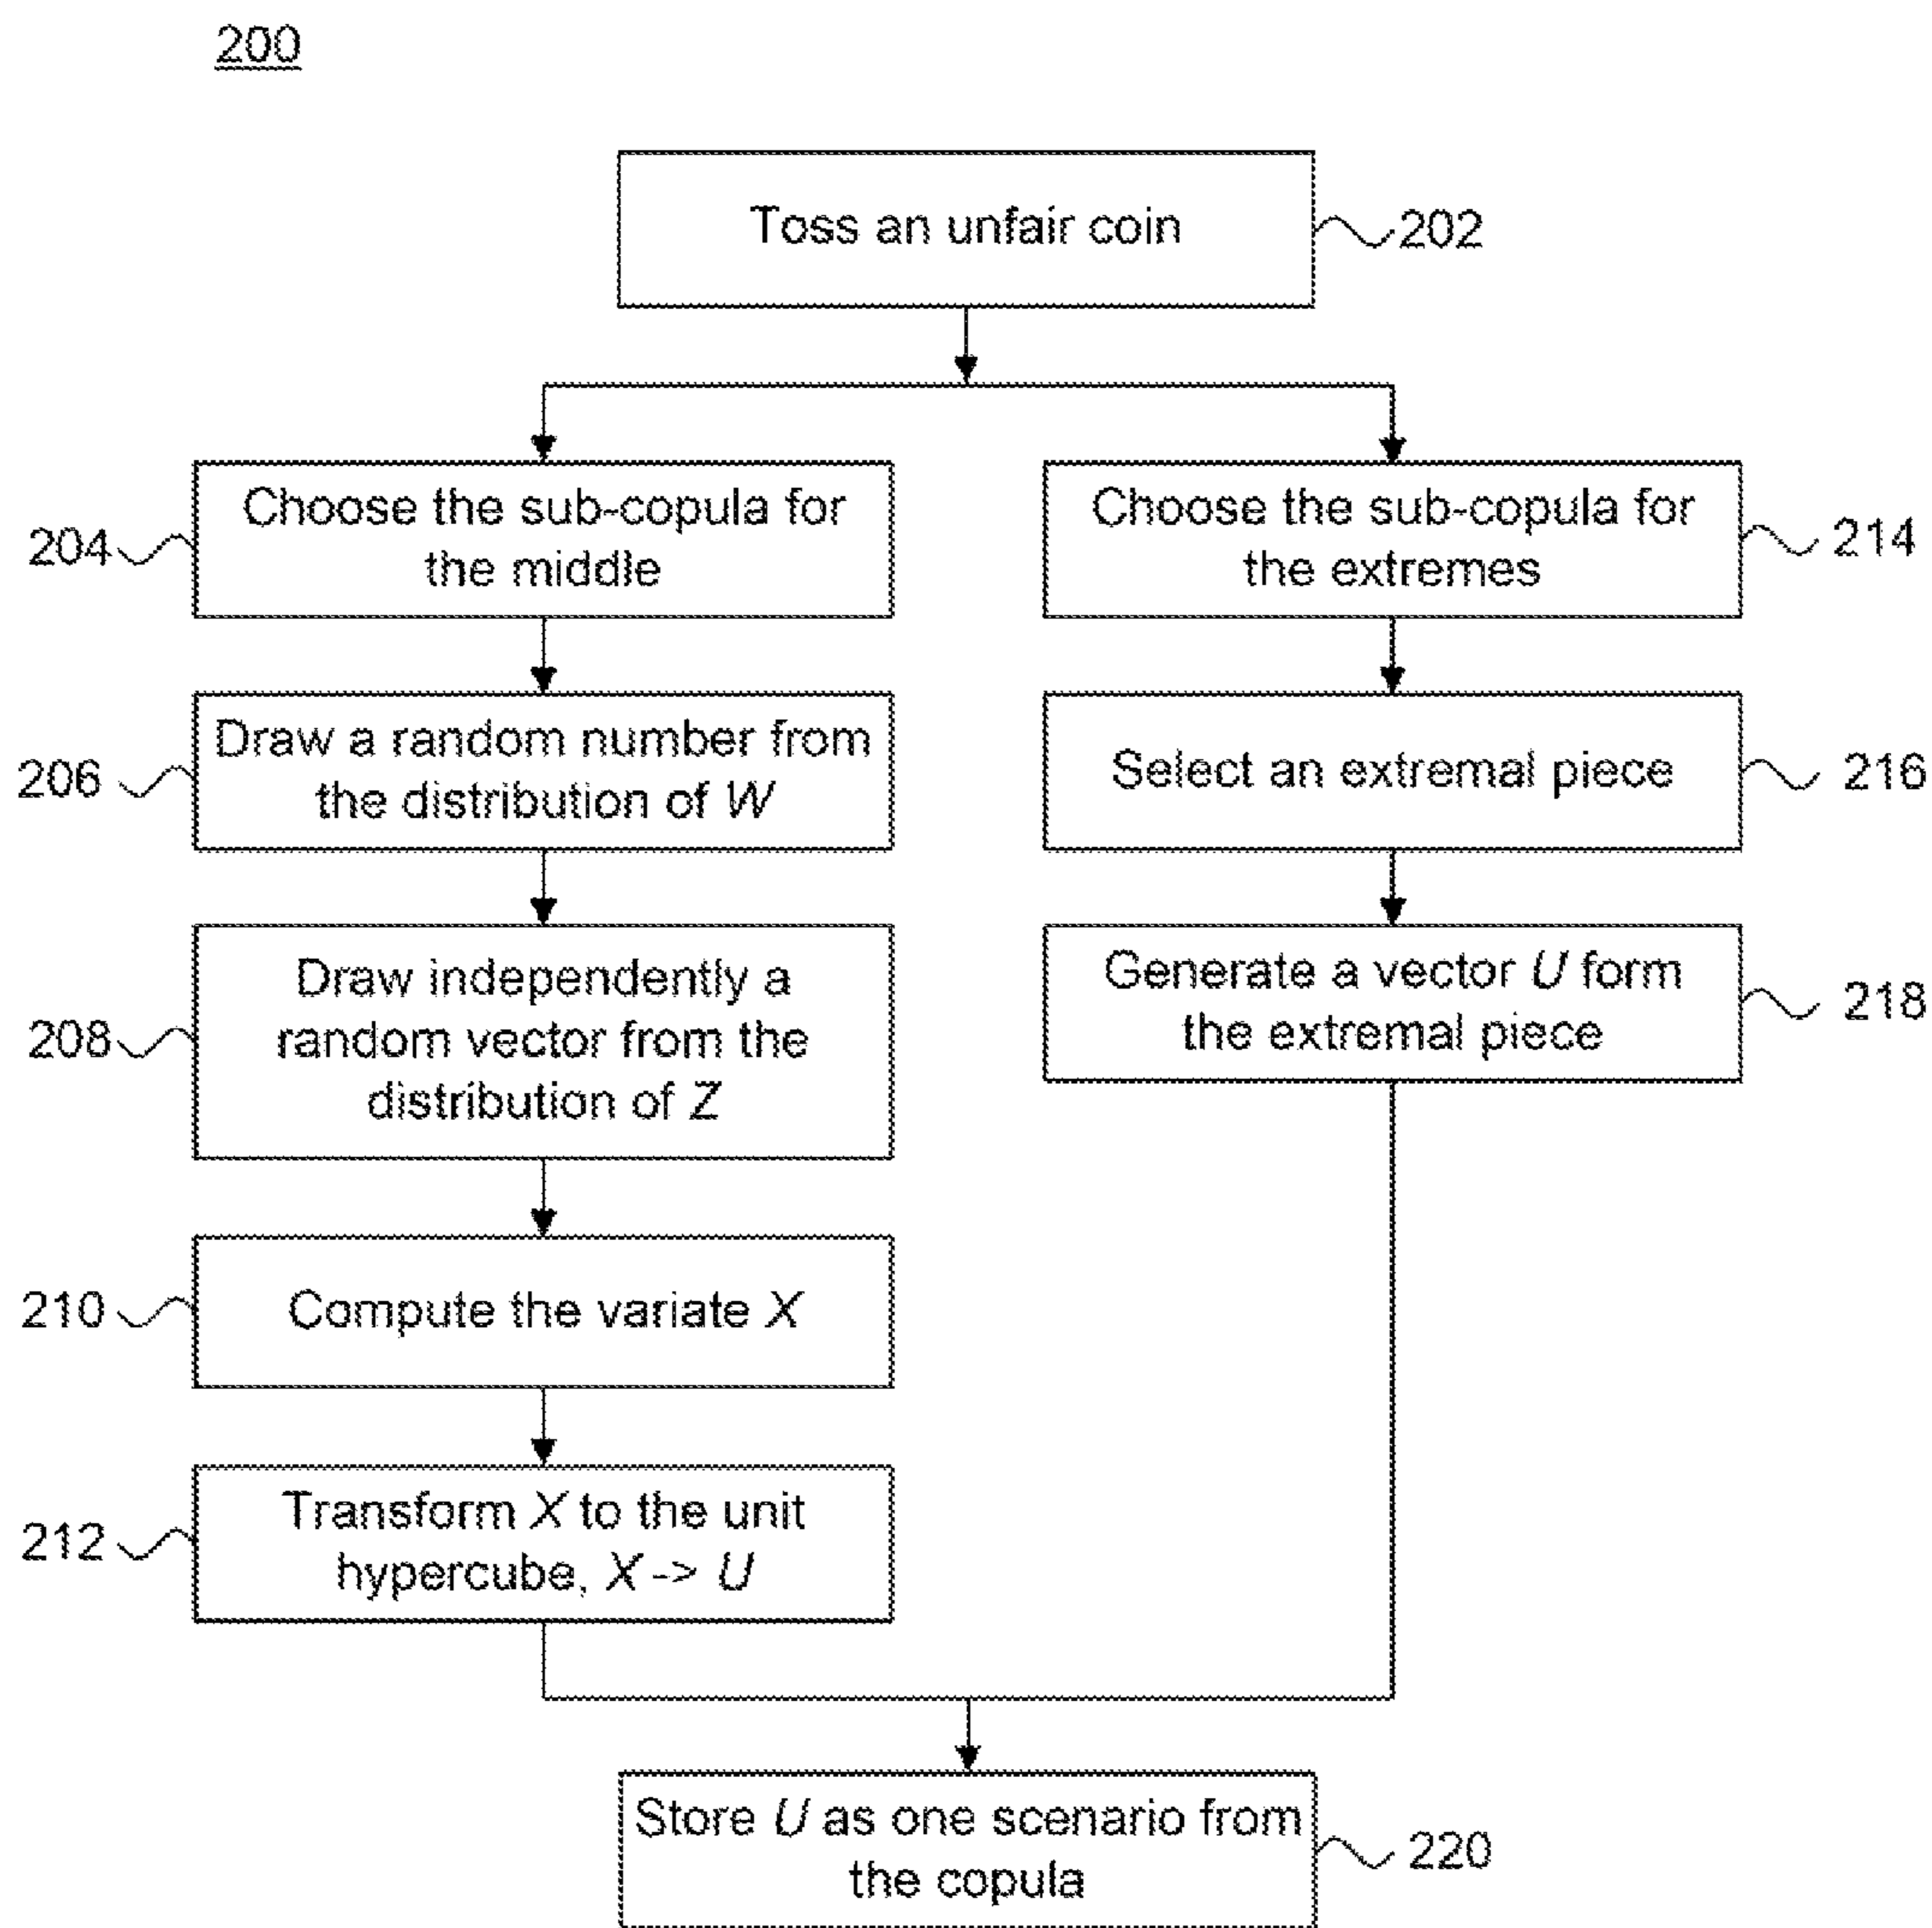 200
Toss an unfair coin
202
Choose the sub-copula for
the middle
204
Choose the sub-copula for
the extremes
214
Draw a random number from
the distribution of W
206
Select an extremal piece
216
Draw independently a
random vector from the
distribution of Z
208
Generate a vector U form
the extremal piece
218
Compute the variate X
210
Transform X to the unit
hypercube, X -> U
212
Store U as one scenario from
the copula
220